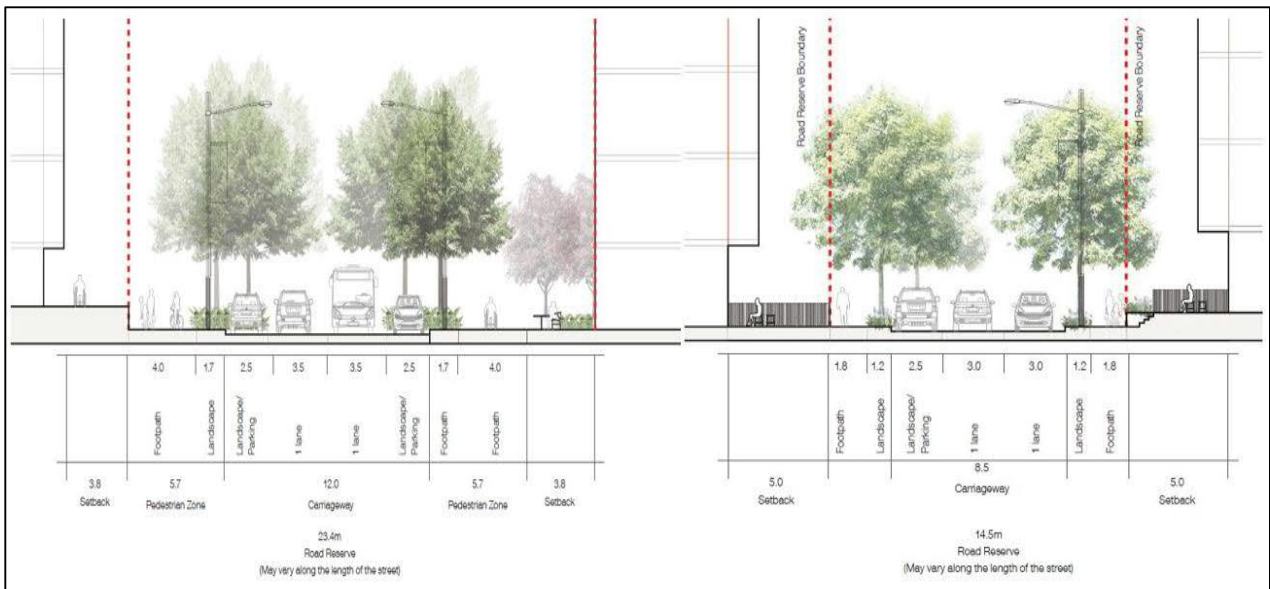 4.0 1.7 2.5 3.5 3.5 2.5 1.7 4.0
Footpath
Landscape
Landscape/
Parking
1 lane
1 lane
Landscape/
Parking
Footpath
Footpath
3.8 5.7 12.0 5.7 3.8
Setback Pedestrian Zone Carriageway Pedestrian Zone Setback
23.4m
Road Reserve
(May vary along the length of the street)
Road Reserve Boundary
Road Reserve Boundary
1.8 1.2 2.5 3.0 3.0 1.2 1.8
Footpath
Landscape
Landscape/
Parking
1 lane
1 lane
Landscape
Footpath
5.0 8.5 5.0
Setback Carriageway Setback
14.5m
Road Reserve
(May vary along the length of the street)